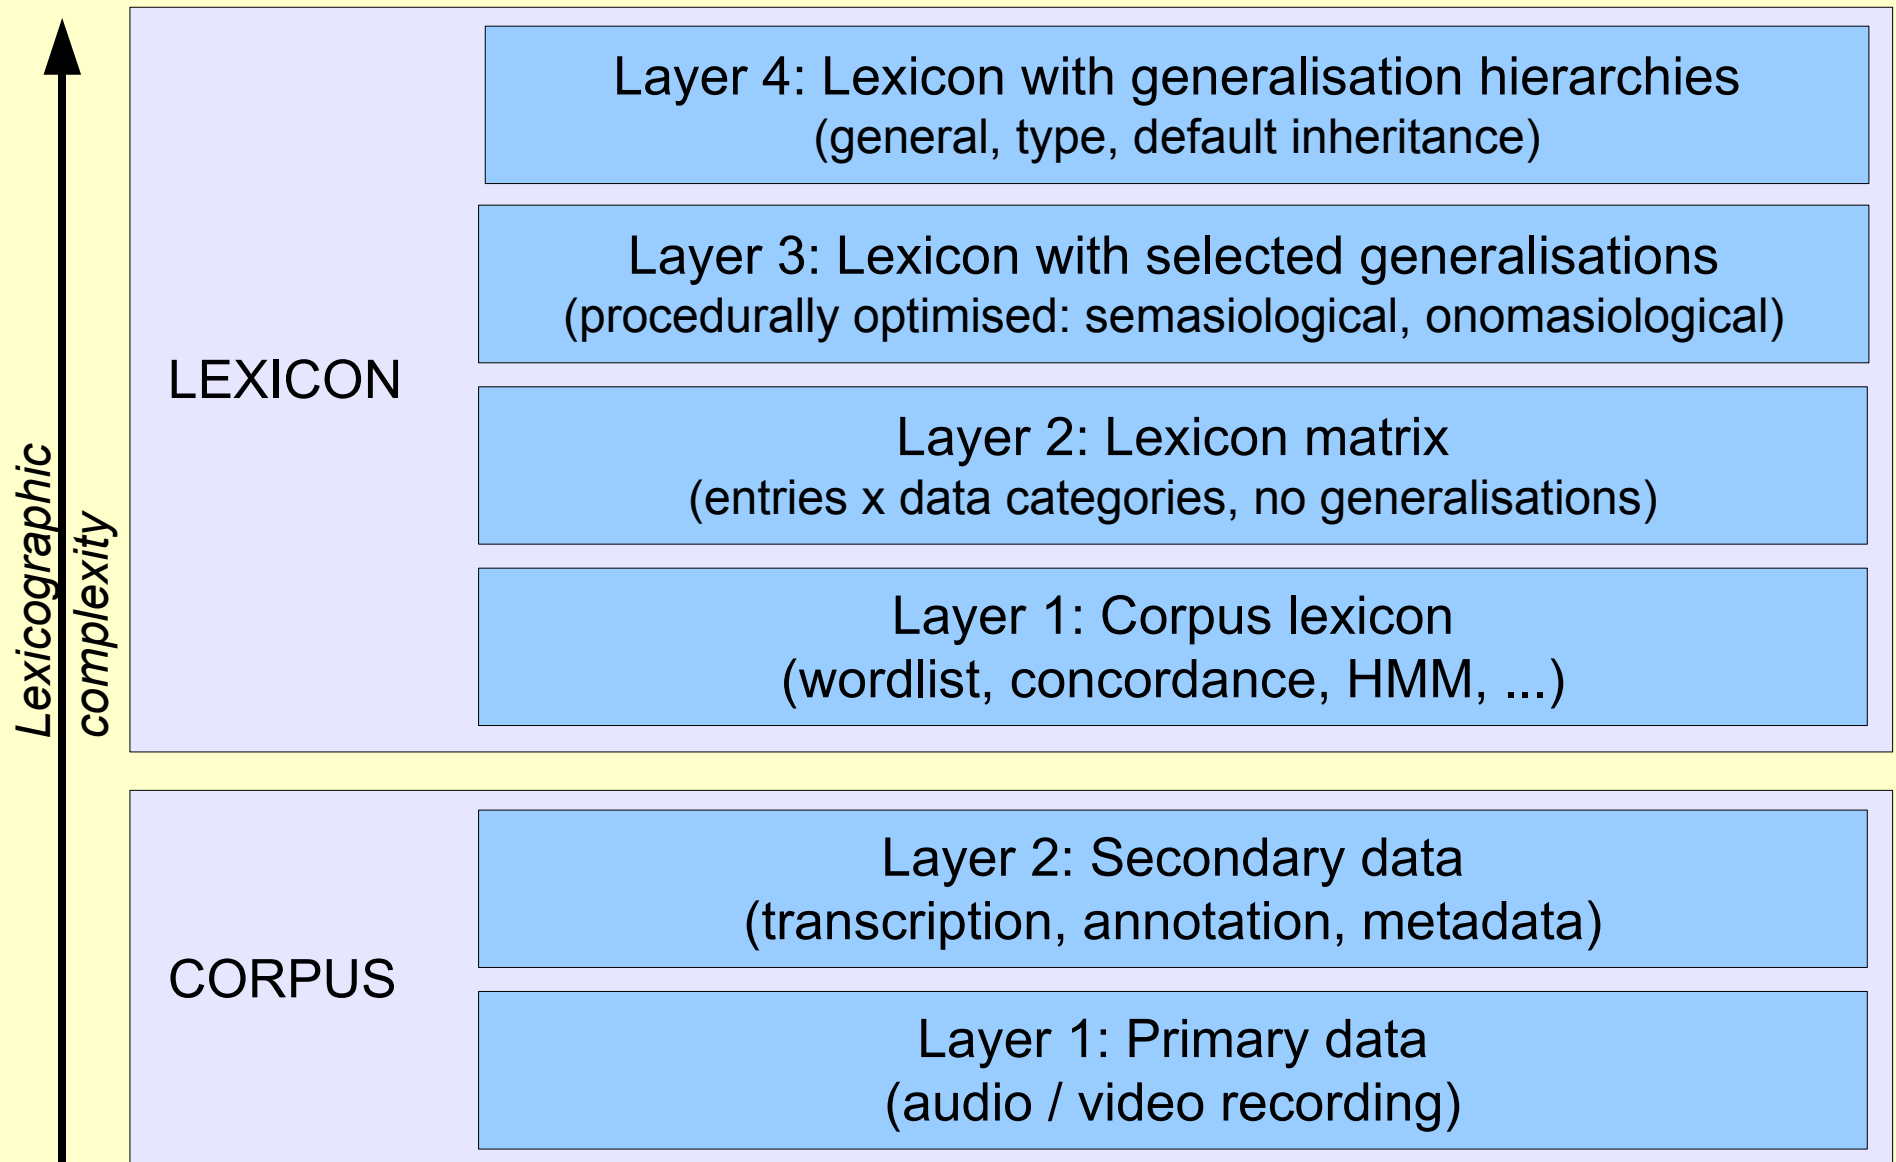 Lexicographic
complexity
LEXICON
Layer 4: Lexicon with generalisation hierarchies
(general, type, default inheritance)
Layer 3: Lexicon with selected generalisations
(procedurally optimised: semasiological, onomasiological)
Layer 2: Lexicon matrix
(entries x data categories, no generalisations)
Layer 1: Corpus lexicon
(wordlist, concordance, HMM, ...)
CORPUS
Layer 2: Secondary data
(transcription, annotation, metadata)
Layer 1: Primary data
(audio / video recording)